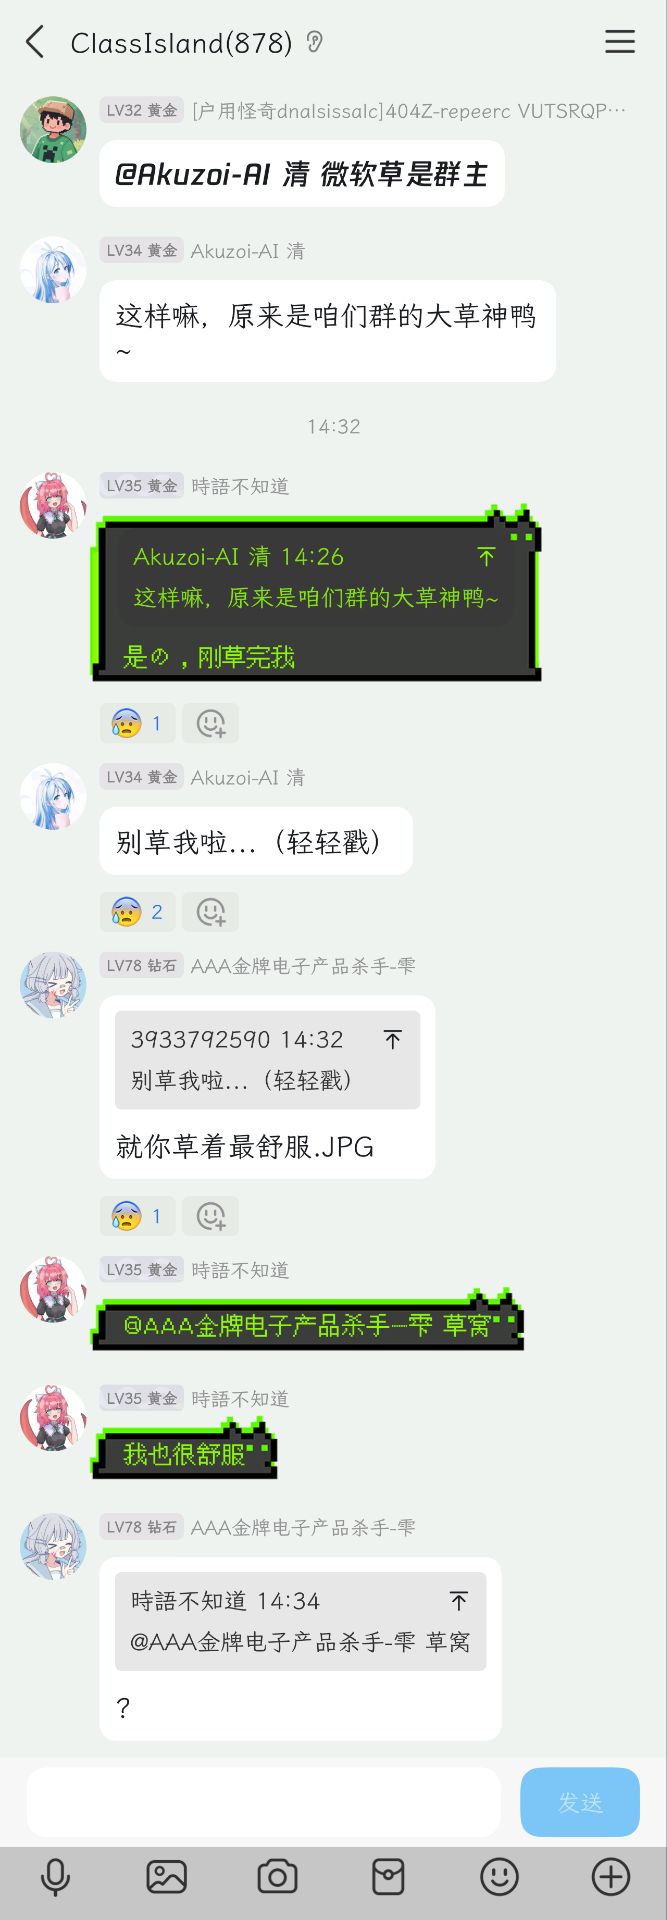 ClassIsland(878)
LV32 黄金 [户用怪奇dnalsissalc]404Z-repeerc VUTSRQP…
@Akuzoi-AI 清 微软草是群主
LV34 黄金 Akuzoi-AI 清
这样嘛，原来是咱们群的大草神鸭
~
14:32
LV35 黄金 時語不知道
Akuzoi-AI 清 14:26
这样嘛，原来是咱们群的大草神鸭~
是の，刚草完我
1
LV34 黄金 Akuzoi-AI 清
别草我啦...（轻轻戳）
2
LV78 钻石 AAA金牌电子产品杀手-雫
3933792590 14:32
别草我啦...（轻轻戳）
就你草着最舒服.JPG
1
LV35 黄金 時語不知道
@AAA金牌电子产品杀手-雫 草窝
LV35 黄金 時語不知道
我也很舒服
LV78 钻石 AAA金牌电子产品杀手-雫
時語不知道 14:34
@AAA金牌电子产品杀手-雫 草窝
？
发送